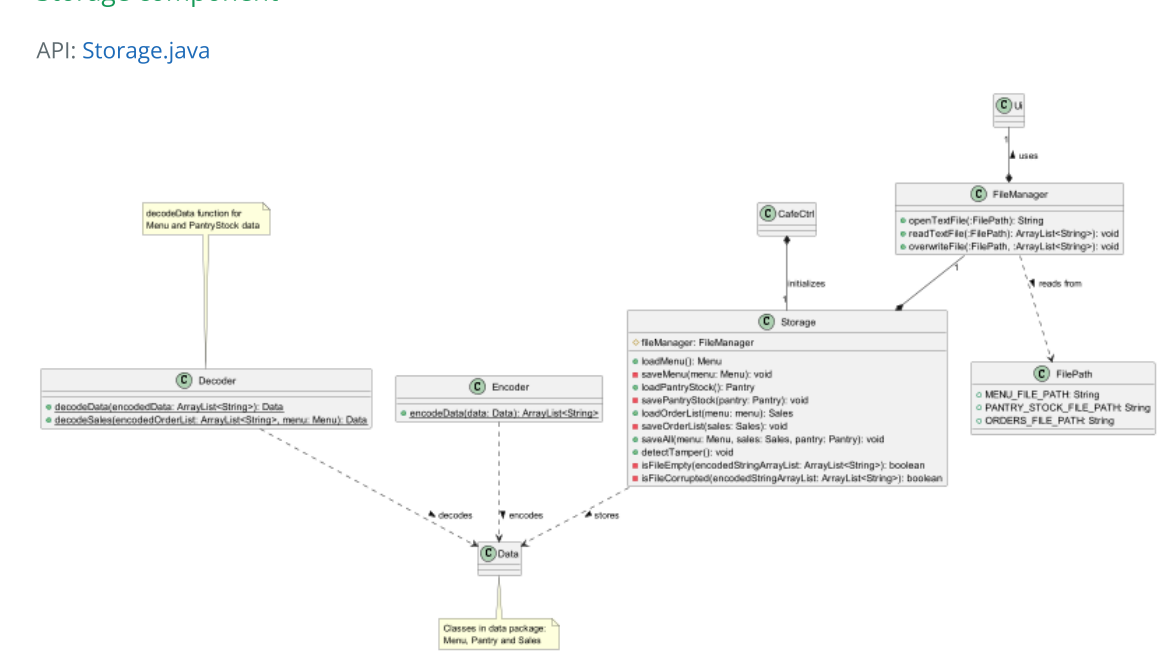 Storage component
API: Storage.java
C Ui
1
▲ uses
C FileManager
openTextFile(:FilePath): String
readTextFile(:FilePath): ArrayList<String>): void
overwriteFile(:FilePath, :ArrayList<String>): void
decodeData function for
Menu and PantryStock data
C CafeCtrl
initializes
1
1
reads from
C Storage
fileManager: FileManager
loadMenu(): Menu
saveMenu(menu: Menu): void
loadPantryStock(): Pantry
savePantryStock(pantry: Pantry): void
loadOrderList(menu: menu): Sales
saveOrderList(sales: Sales): void
saveAll(menu: Menu, sales: Sales, pantry: Pantry): void
detectTamper(): void
isFileEmpty(encodedStringArrayList: ArrayList<String>): boolean
isFileCorrupted(encodedStringArrayList: ArrayList<String>): boolean
C FilePath
MENU_FILE_PATH: String
PANTRY_STOCK_FILE_PATH: String
ORDERS_FILE_PATH: String
C Decoder
decodeData(encodedData: ArrayList<String>): Data
decodeSales(encodedOrderList: ArrayList<String>, menu: Menu): Data
C Encoder
encodeData(data: Data): ArrayList<String>
decodes
encodes
stores
C Data
Classes in data package:
Menu, Pantry and Sales